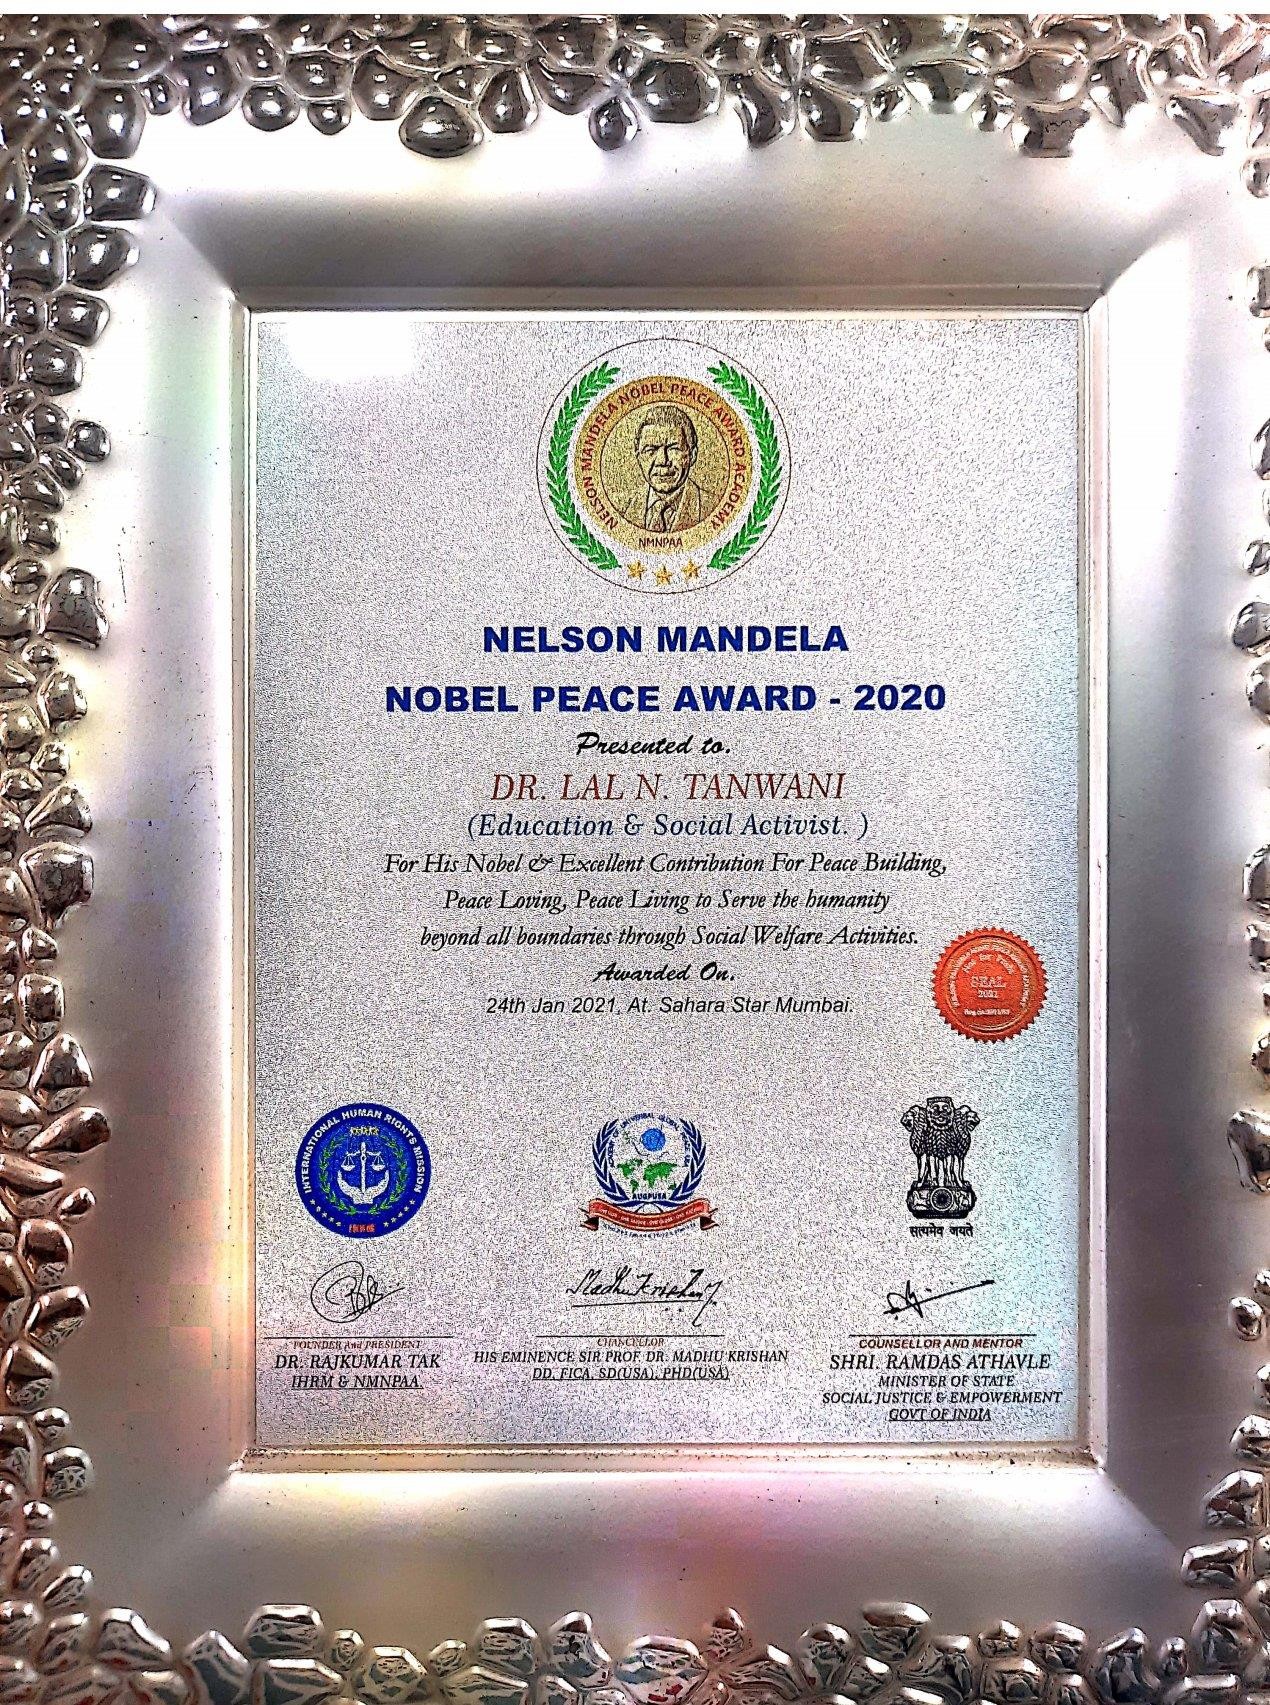 NELSON MANDELA NOBEL PEACE AWARD ACADEMY
NMNPAA
NELSON MANDELA
NOBEL PEACE AWARD - 2020
Presented to.
DR. LAL N. TANWANI
(Education & Social Activist. )
For His Nobel & Excellent Contribution For Peace Building,
Peace Loving, Peace Living to Serve the humanity
beyond all boundaries through Social Welfare Activities.
Awarded On.
24th Jan 2021, At. Sahara Star Mumbai.
SEAL
2021
INTERNATIONAL HUMAN RIGHTS MISSION
AUGPUSA
सत्यमेव जयते
Madhu Krishan
FOUNDER And PRESIDENT
DR. RAJKUMAR TAK
IHRM & NMNPAA
CHANCELLOR
HIS EMINENCE SIR PROF. DR. MADHU KRISHAN
DD, FICA, SD(USA), PHD(USA)
COUNSELLOR AND MENTOR
SHRI. RAMDAS ATHAVLE
MINISTER OF STATE
SOCIAL JUSTICE & EMPOWERMENT
GOVT OF INDIA